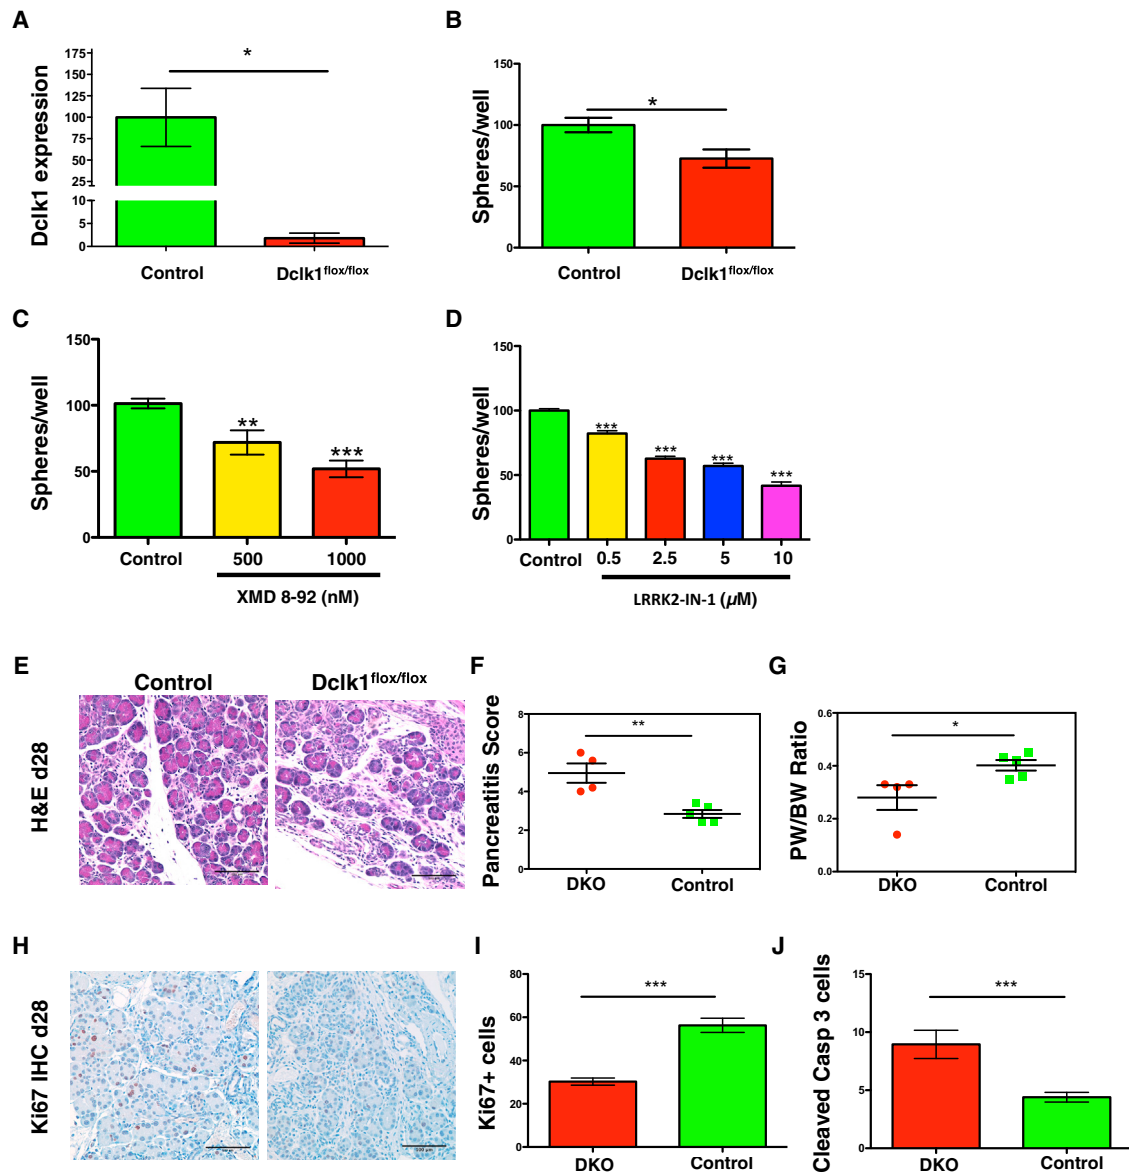 A
Dclk1 expression
175
150
125
100
75
50
25
10
5
0
*
Control
Dclk1flox/flox
B
Spheres/well
150
100
50
0
*
Control
Dclk1flox/flox
C
Spheres/well
150
100
50
0
**
***
Control
500
1000
XMD 8-92 (nM)
D
Spheres/well
150
100
50
0
***
***
***
***
Control
0.5
2.5
5
10
LRRK2-IN-1 (µM)
E
H&E d28
Control
Dclk1flox/flox
F
Pancreatitis Score
8
6
4
2
0
**
DKO
Control
G
PW/BW Ratio
0.6
0.4
0.2
0.0
*
DKO
Control
H
Ki67 IHC d28
I
Ki67+ cells
80
60
40
20
0
***
DKO
Control
J
Cleaved Casp 3 cells
15
10
5
0
***
DKO
Control